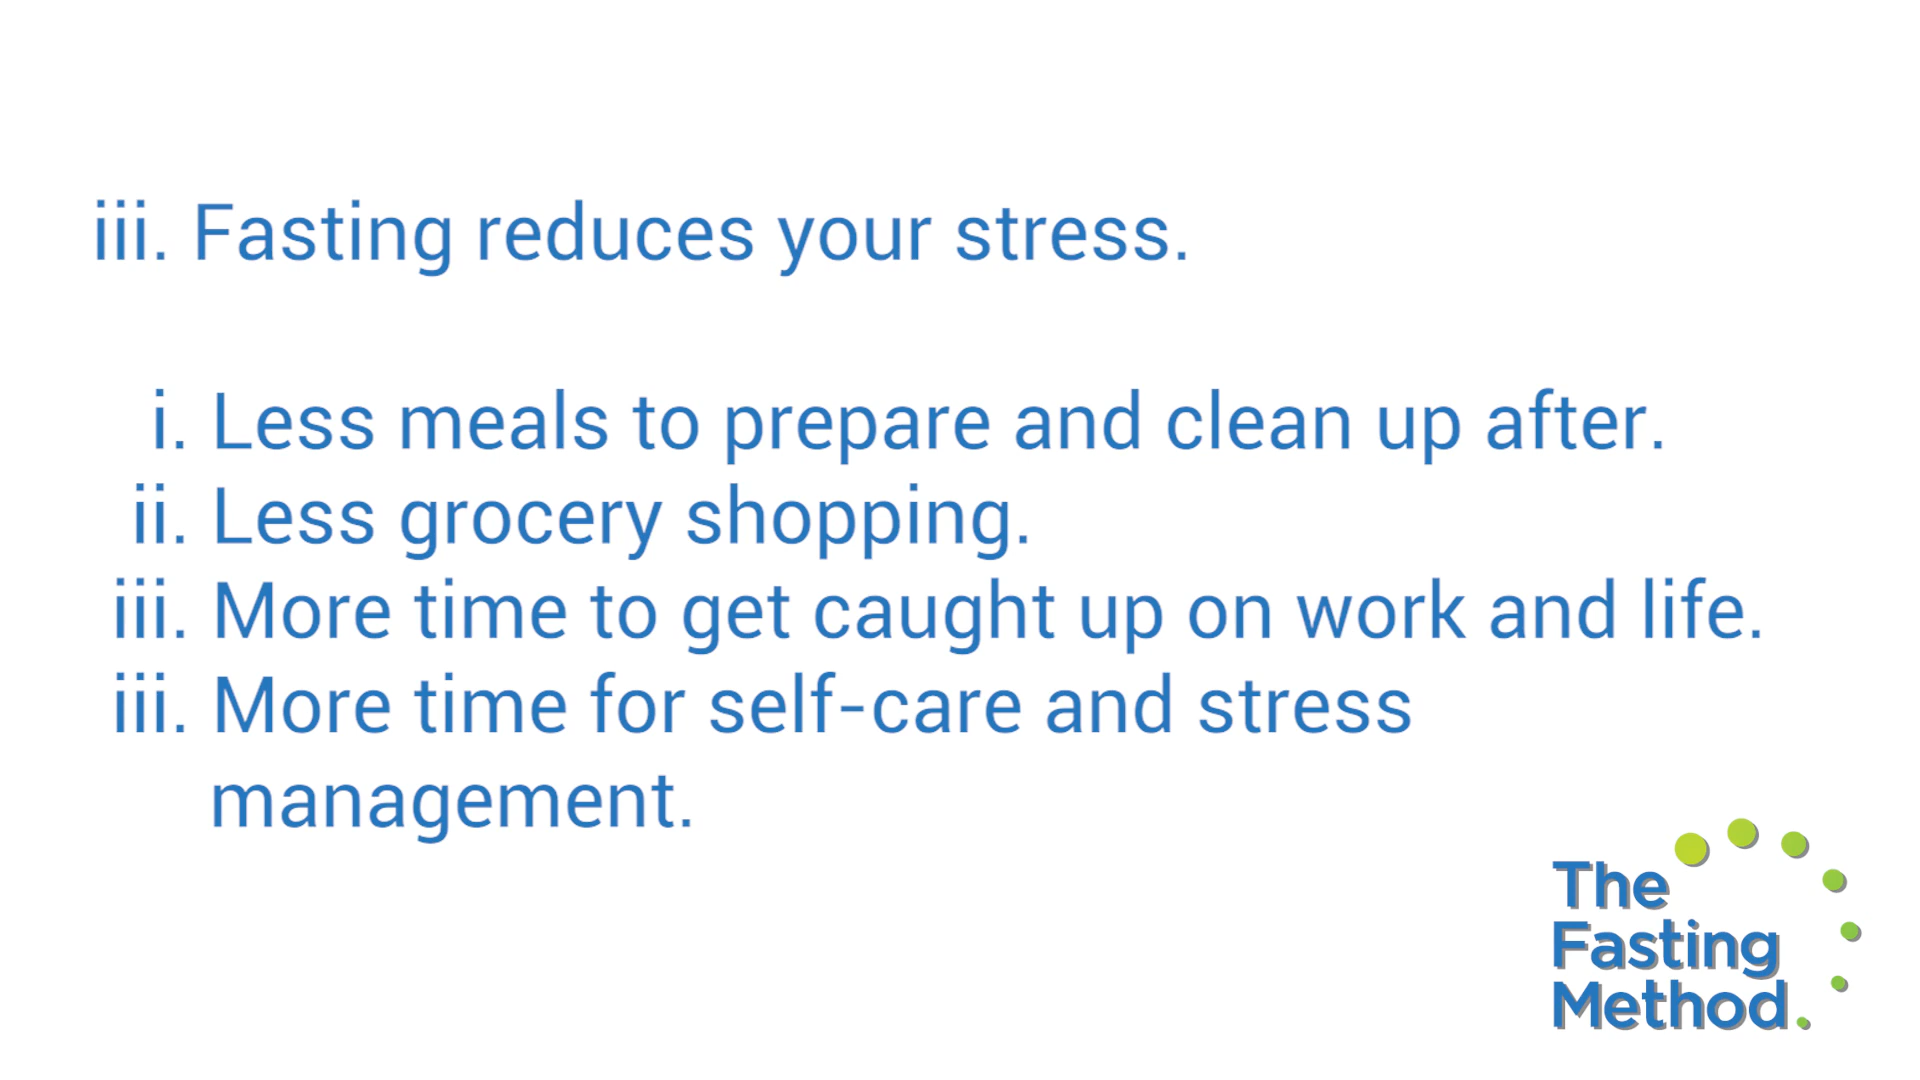 iii. Fasting reduces your stress.
i. Less meals to prepare and clean up after.
ii. Less grocery shopping.
iii. More time to get caught up on work and life.
iii. More time for self-care and stress
management.
The
Fasting
Method.